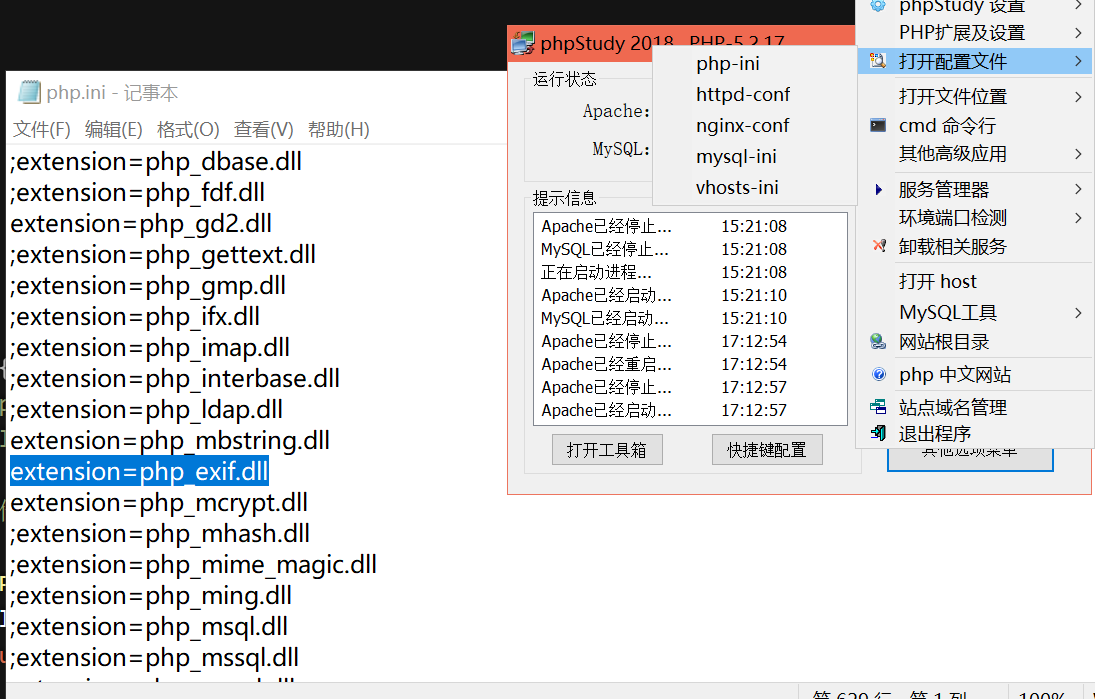 php.ini - 记事本
文件(F) 编辑(E) 格式(O) 查看(V) 帮助(H)
;extension=php_dbase.dll
;extension=php_fdf.dll
extension=php_gd2.dll
;extension=php_gettext.dll
;extension=php_gmp.dll
;extension=php_ifx.dll
;extension=php_imap.dll
;extension=php_interbase.dll
;extension=php_ldap.dll
extension=php_mbstring.dll
extension=php_exif.dll
extension=php_mcrypt.dll
;extension=php_mhash.dll
;extension=php_mime_magic.dll
;extension=php_ming.dll
;extension=php_msql.dll
;extension=php_mssql.dll
第 629 行, 第 1 列
100%
phpStudy 2018 PHP-5.2.17
运行状态
Apache:
MySQL:
提示信息
Apache已经停止... 15:21:08
MySQL已经停止... 15:21:08
正在启动进程... 15:21:08
Apache已经启动... 15:21:10
MySQL已经启动... 15:21:10
Apache已经停止... 17:12:54
Apache已经重启... 17:12:54
Apache已经停止... 17:12:57
Apache已经启动... 17:12:57
打开工具箱
快捷键配置
其他选项菜单
php-ini
httpd-conf
nginx-conf
mysql-ini
vhosts-ini
phpStudy 设置
PHP扩展及设置
打开配置文件
打开文件位置
cmd 命令行
其他高级应用
服务管理器
环境端口检测
卸载相关服务
打开 host
MySQL工具
网站根目录
php 中文网站
站点域名管理
退出程序